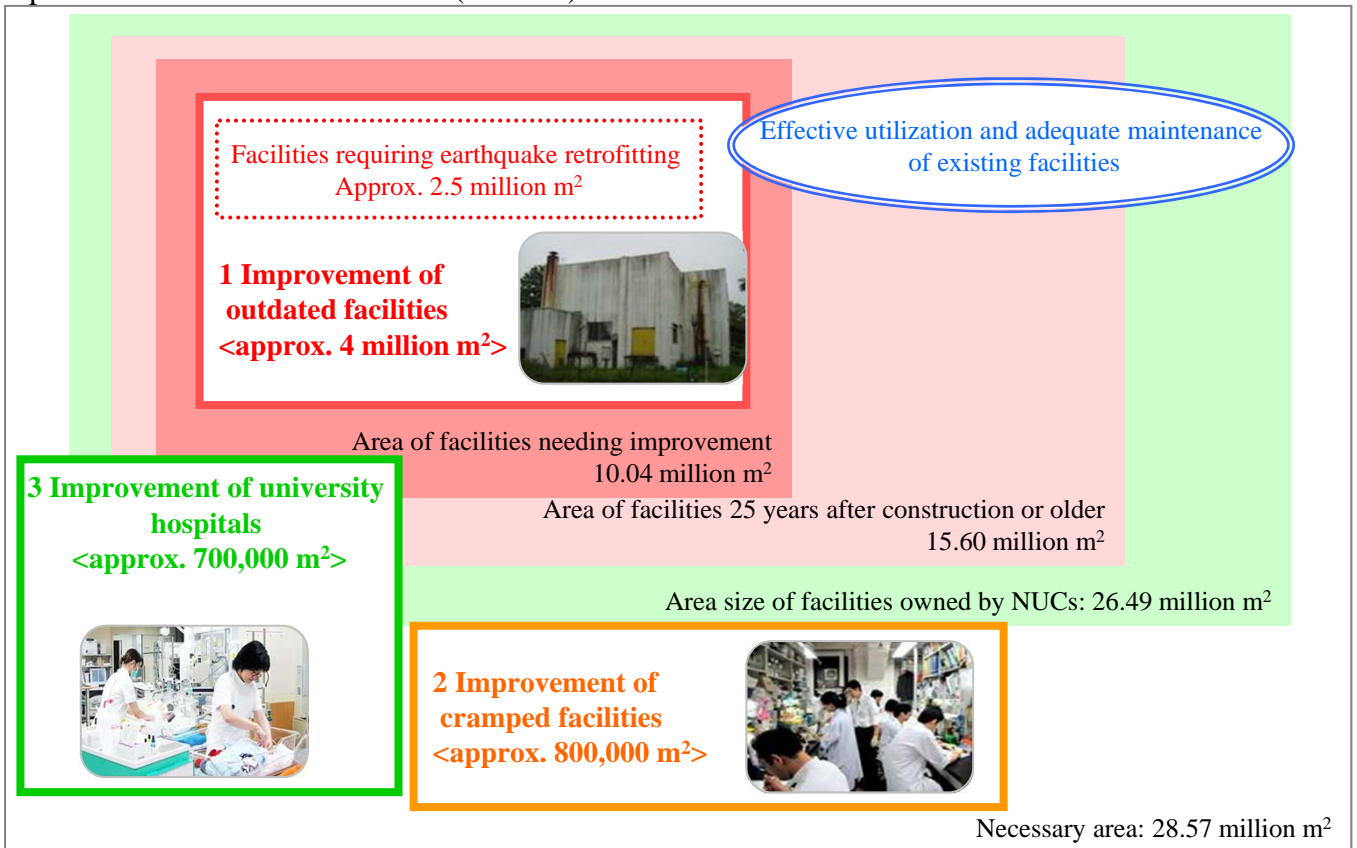 Facilities requiring earthquake retrofitting
Approx. 2.5 million m²
Effective utilization and adequate maintenance
of existing facilities
1 Improvement of
outdated facilities
<approx. 4 million m²>
Area of facilities needing improvement
10.04 million m²
3 Improvement of university
hospitals
<approx. 700,000 m²>
Area of facilities 25 years after construction or older
15.60 million m²
Area size of facilities owned by NUCs: 26.49 million m²
2 Improvement of
cramped facilities
<approx. 800,000 m²>
Necessary area: 28.57 million m²